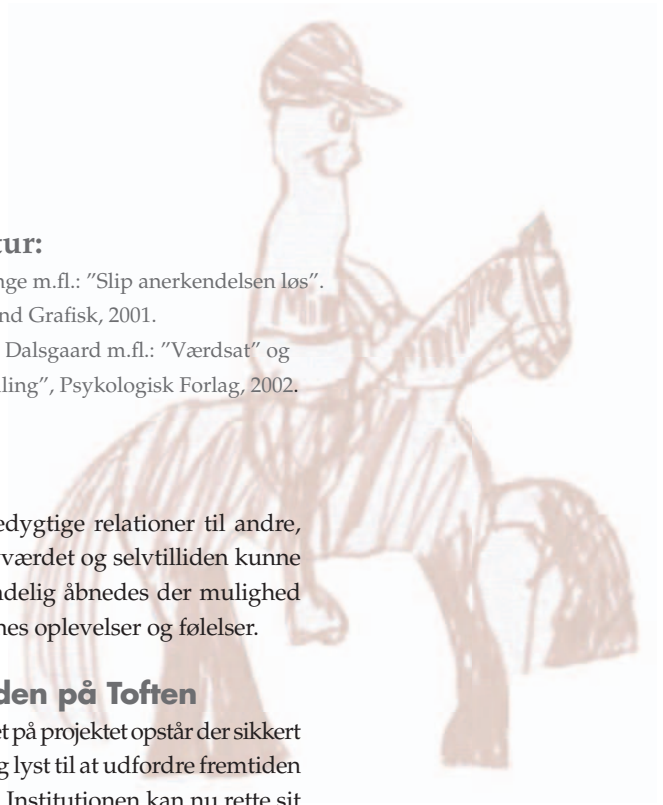 tur:
nge m.fl.: ”Slip anerkendelsen løs”.
nd Grafisk, 2001.
Dalsgaard m.fl.: ”Værdsat” og
ling”, Psykologisk Forlag, 2002.
edygtige relationer til andre,
værdet og selvtilliden kunne
ndelig åbnedes der mulighed
nes oplevelser og følelser.
den på Toften
et på projektet opstår der sikkert
g lyst til at udfordre fremtiden
Institutionen kan nu rette sit